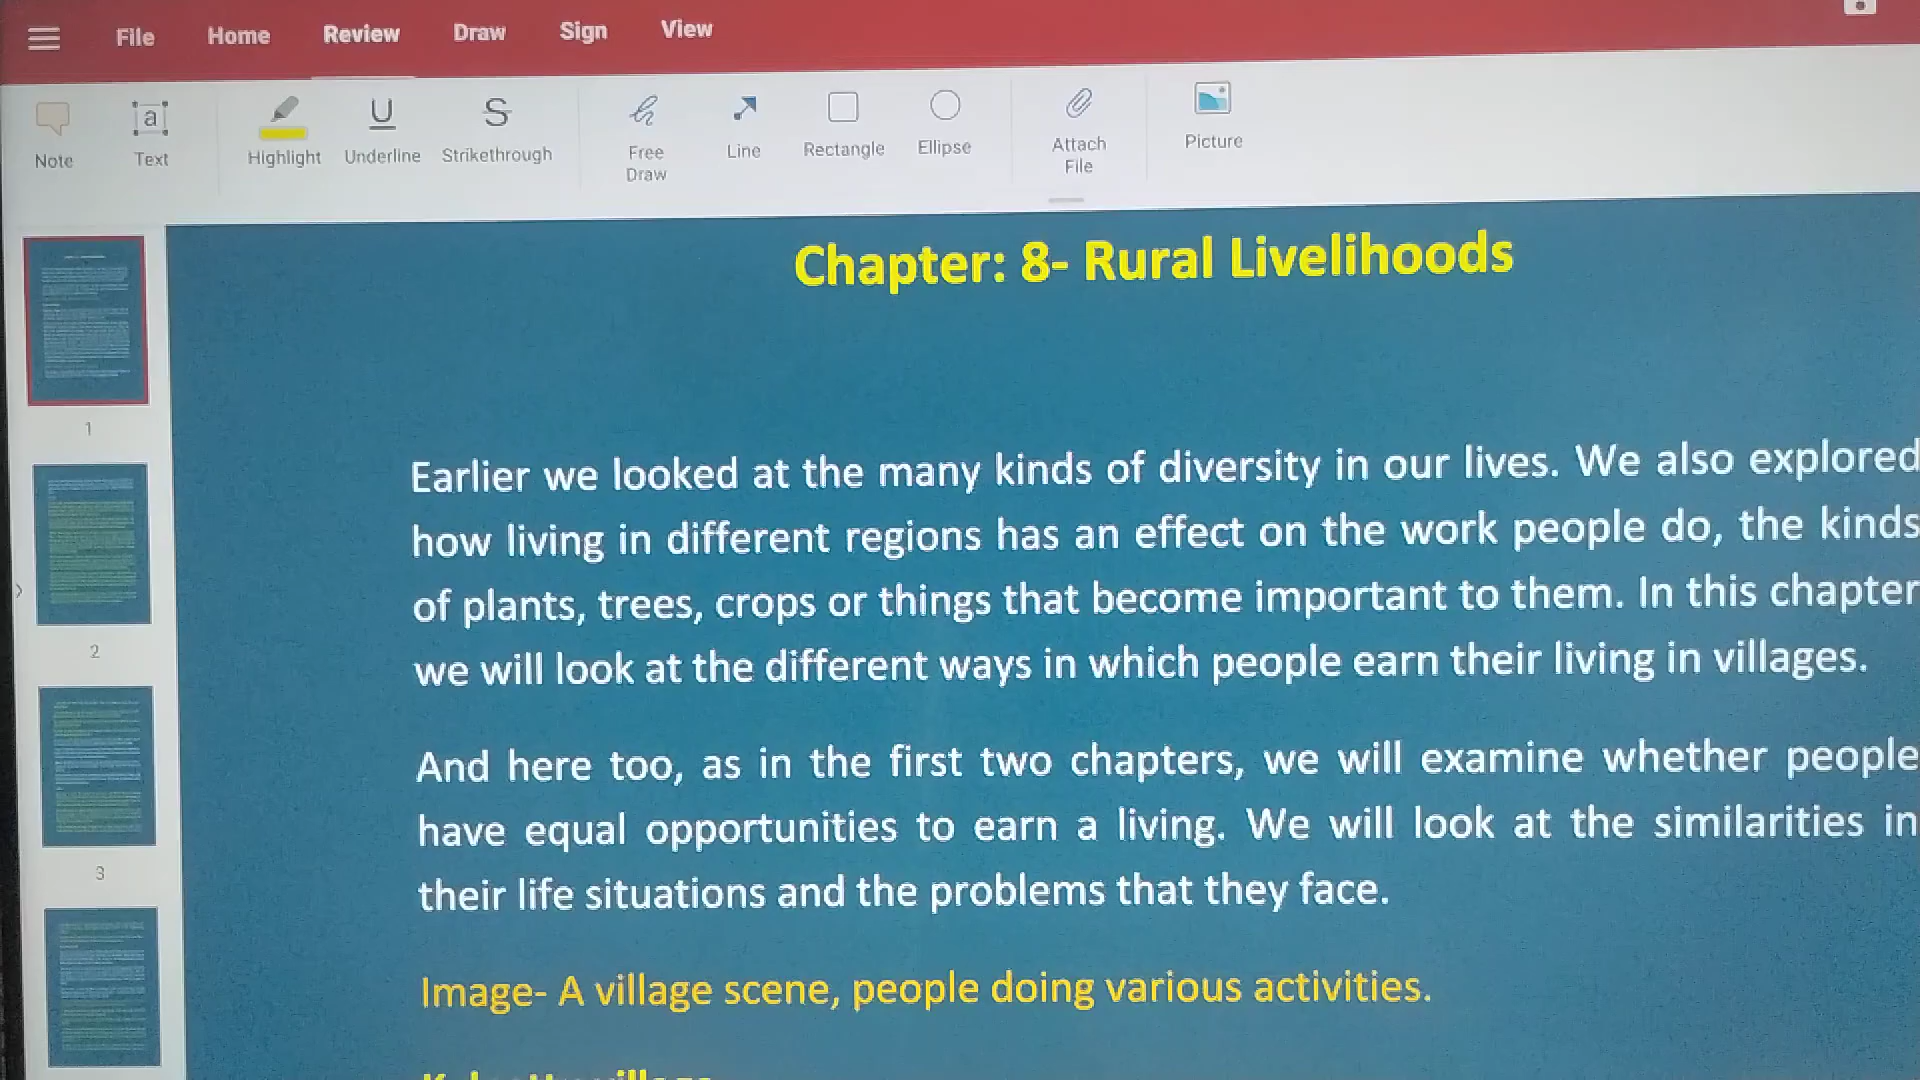 File Home Review Draw Sign View
Note Text Highlight Underline Strikethrough Free Draw Line Rectangle Ellipse Attach File Picture
Chapter: 8- Rural Livelihoods
Earlier we looked at the many kinds of diversity in our lives. We also explored
how living in different regions has an effect on the work people do, the kinds
of plants, trees, crops or things that become important to them. In this chapter
we will look at the different ways in which people earn their living in villages.
And here too, as in the first two chapters, we will examine whether people
have equal opportunities to earn a living. We will look at the similarities in
their life situations and the problems that they face.
Image- A village scene, people doing various activities.
1
2
3